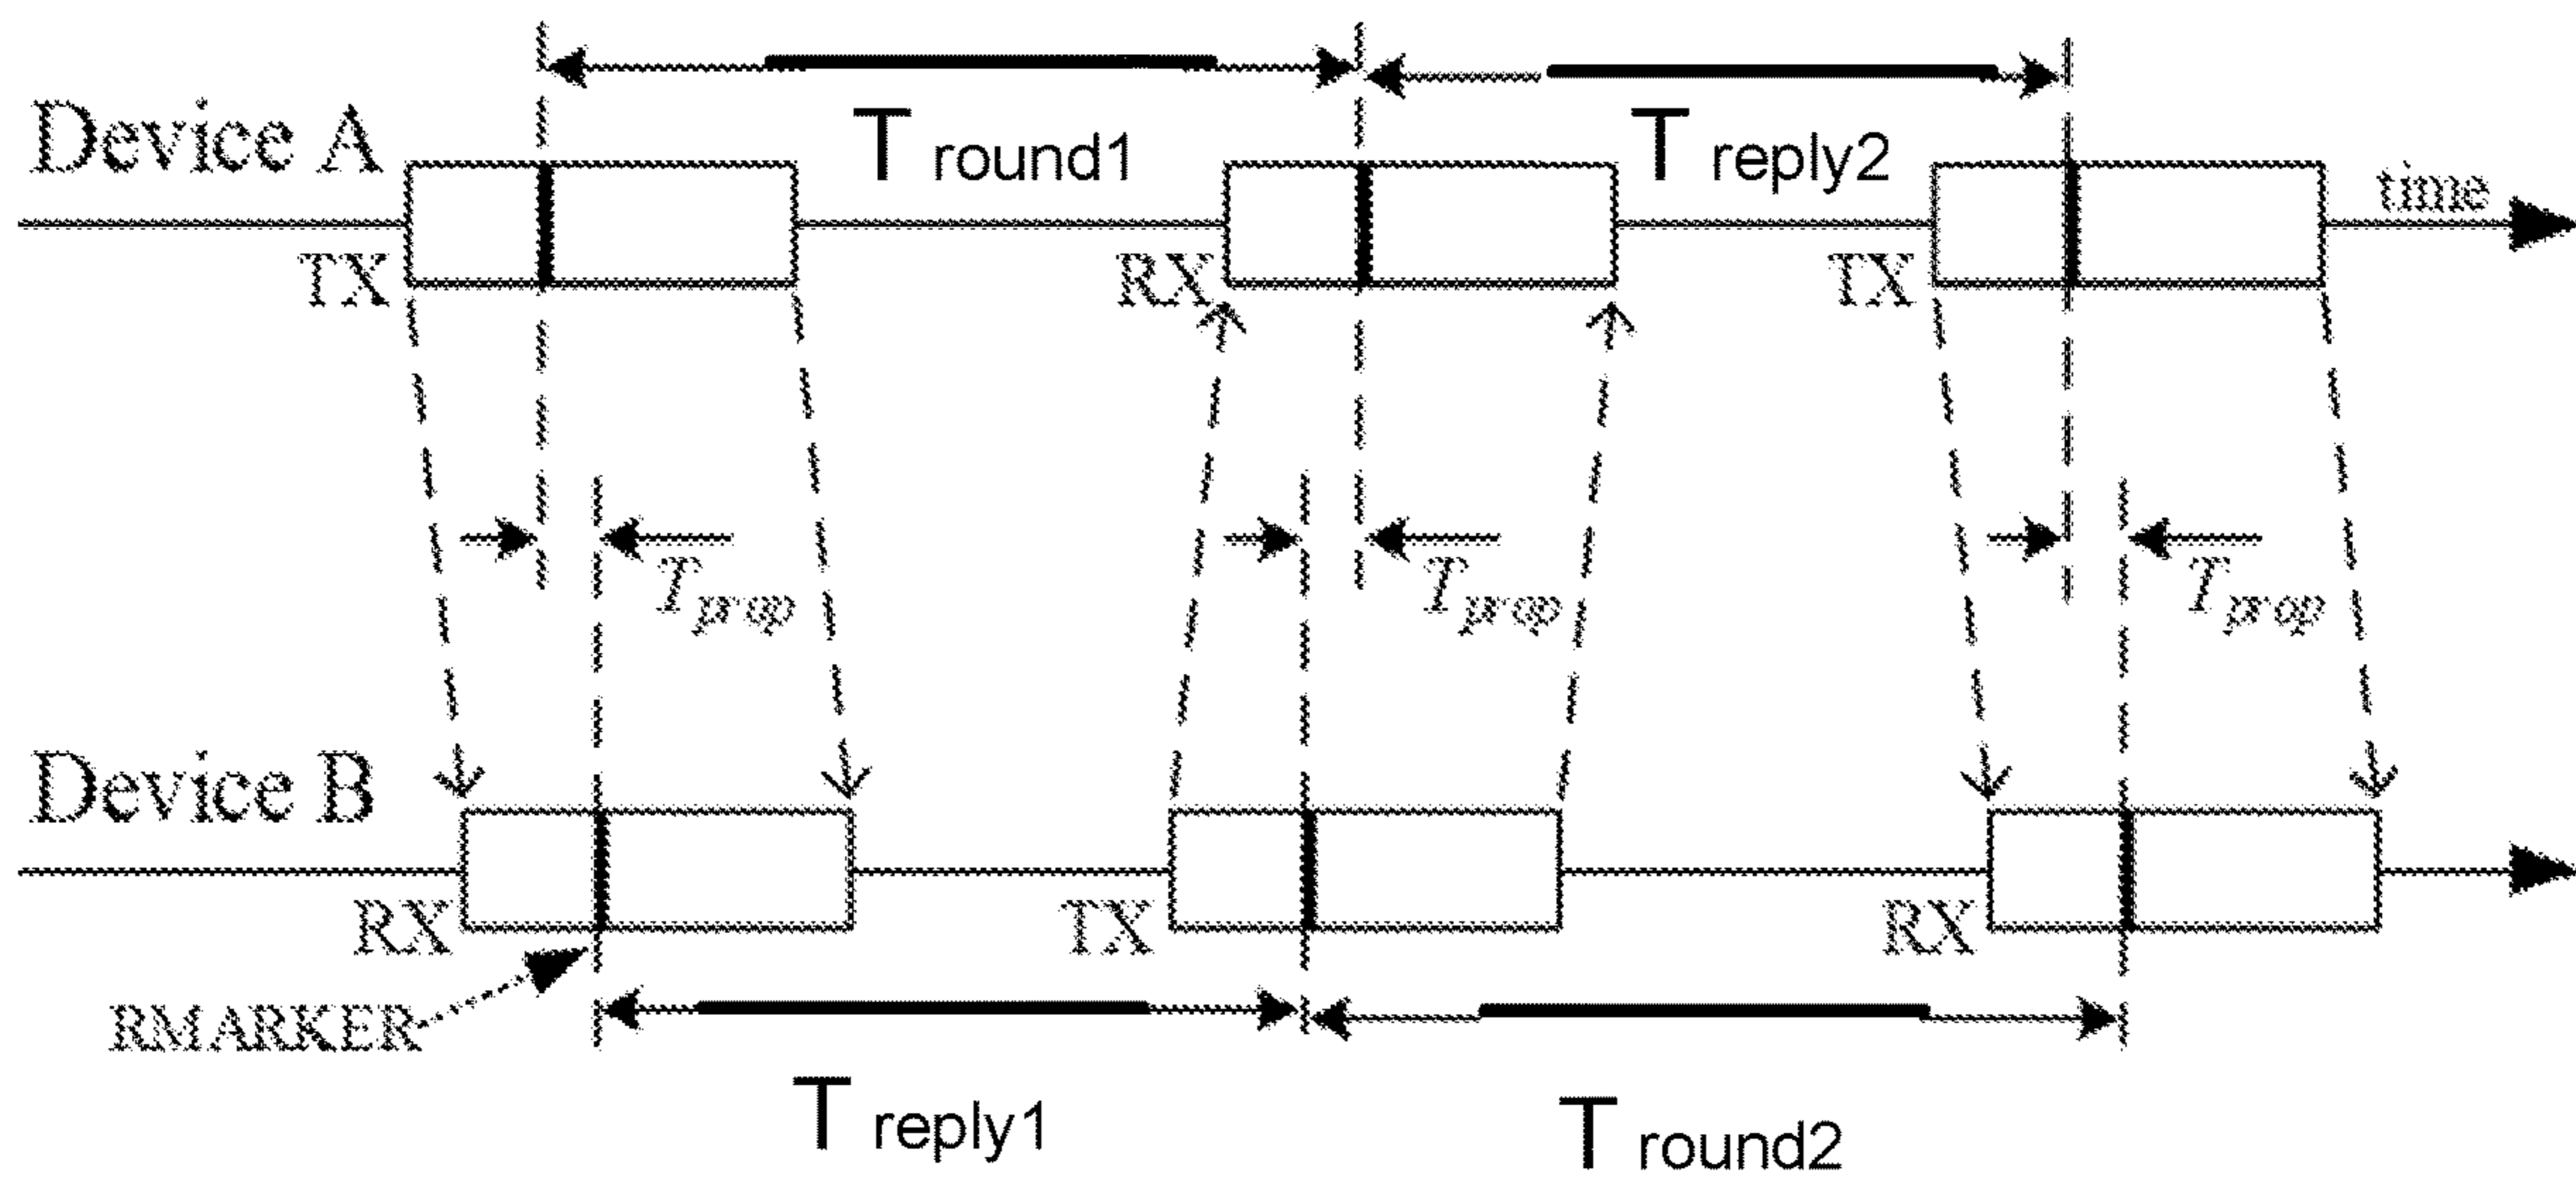 Device A
T round1
T reply2
time
TX
RX
TX
T prop
T prop
T prop
Device B
RX
TX
RX
RMARKER
T reply1
T round2